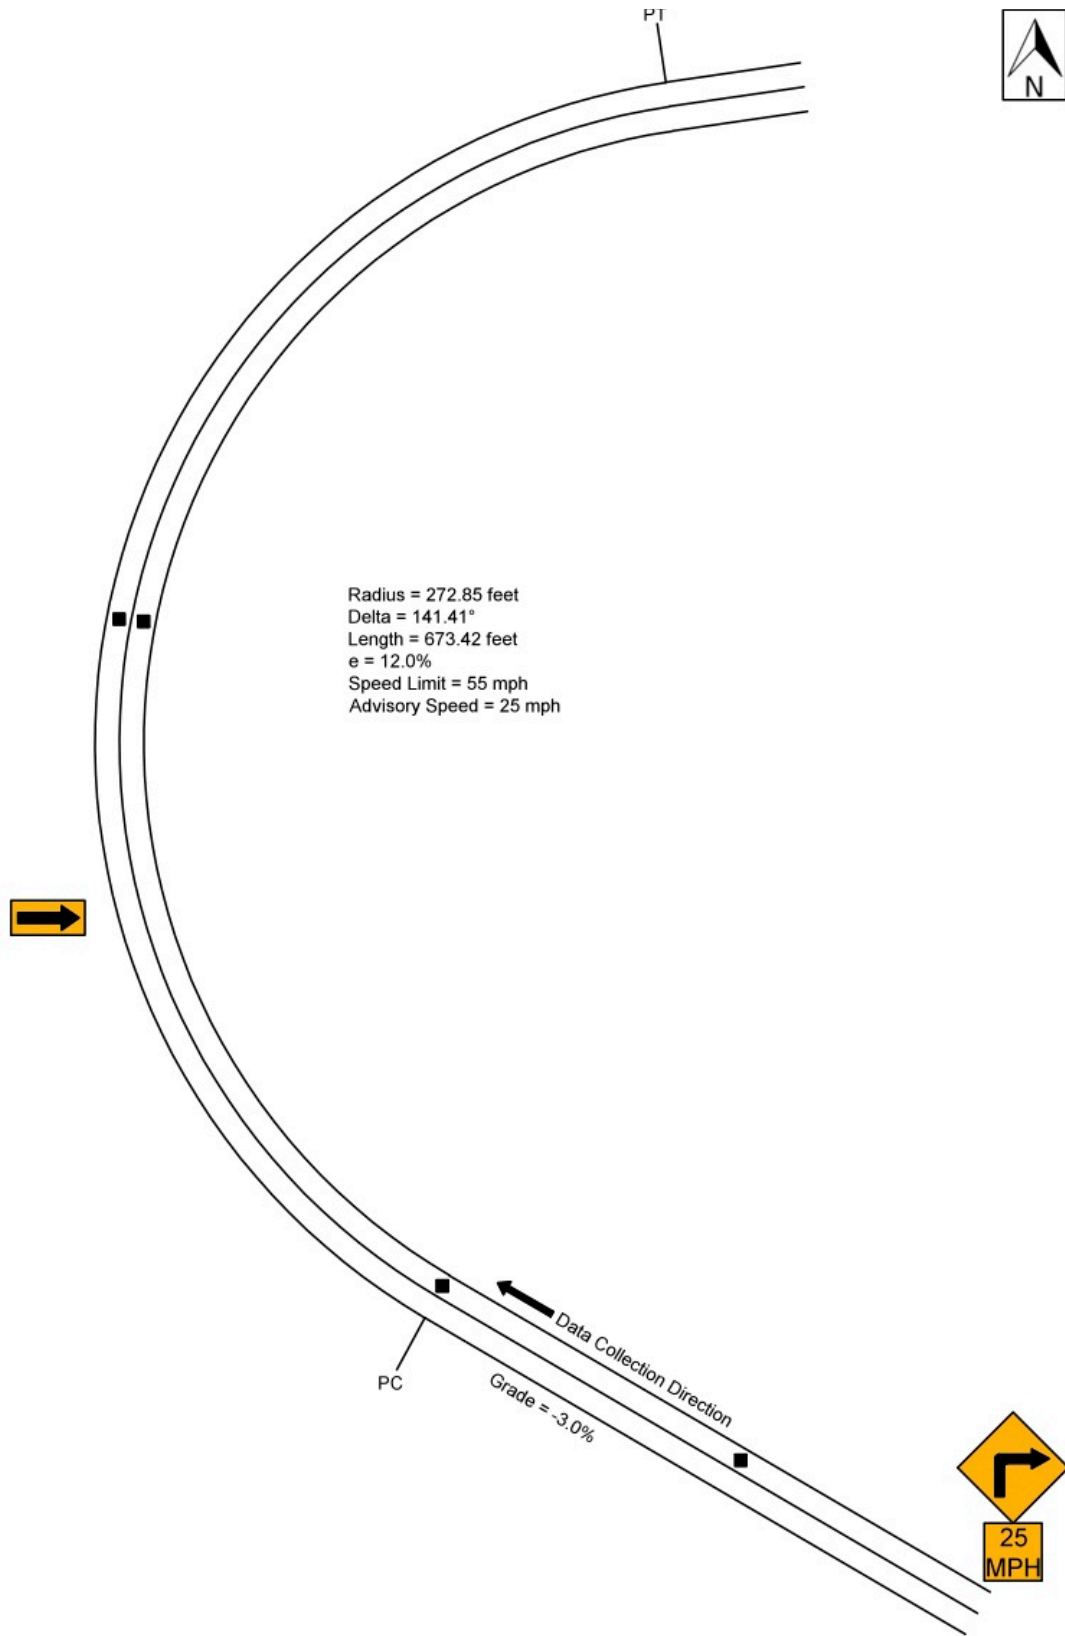 PT
N
Radius = 272.85 feet
Delta = 141.41°
Length = 673.42 feet
e = 12.0%
Speed Limit = 55 mph
Advisory Speed = 25 mph
Data Collection Direction
PC
Grade = -3.0%
25
MPH